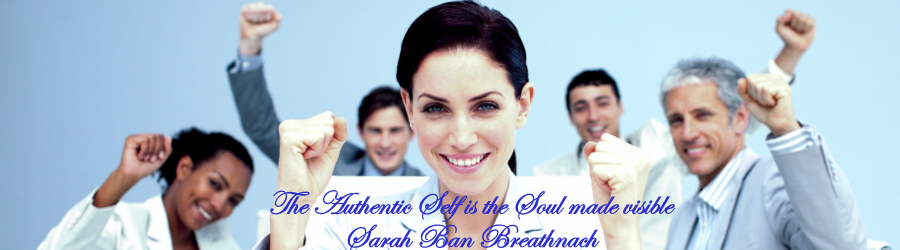 The Authentic Self is the Soul made visible
Sarah Ban Breathnach